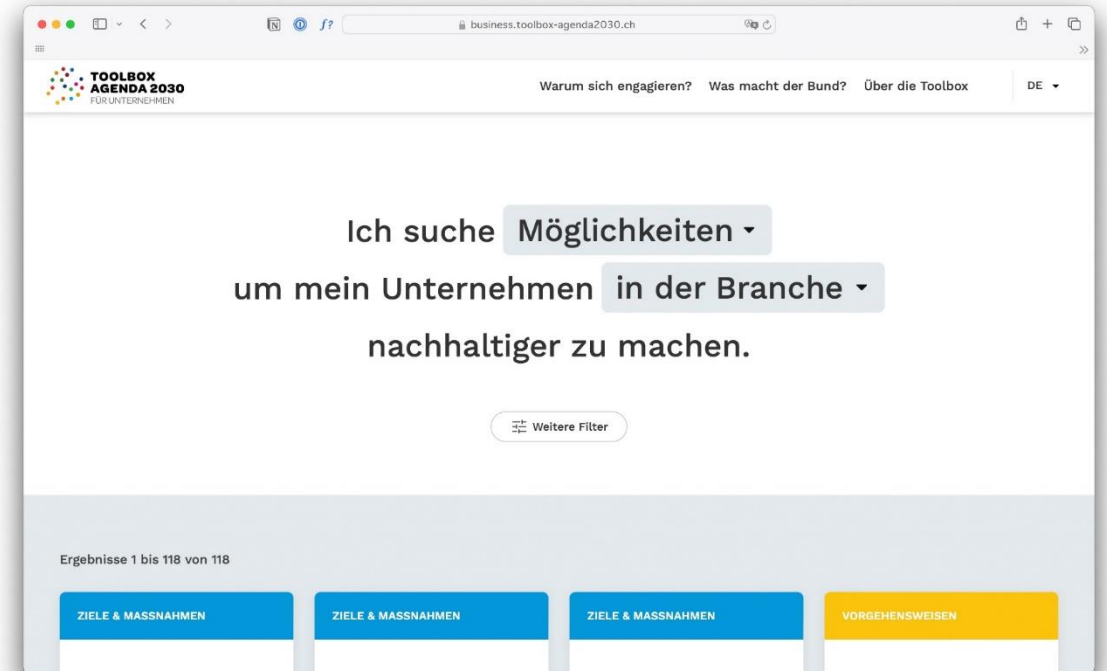 business.toolbox-agenda2030.ch
TOOLBOX
AGENDA 2030
FÜR UNTERNEHMEN
Warum sich engagieren? Was macht der Bund? Über die Toolbox DE
Ich suche Möglichkeiten
um mein Unternehmen in der Branche
nachhaltiger zu machen.
Weitere Filter
Ergebnisse 1 bis 118 von 118
ZIELE & MASSNAHMEN ZIELE & MASSNAHMEN ZIELE & MASSNAHMEN VORGEHENSWEISEN